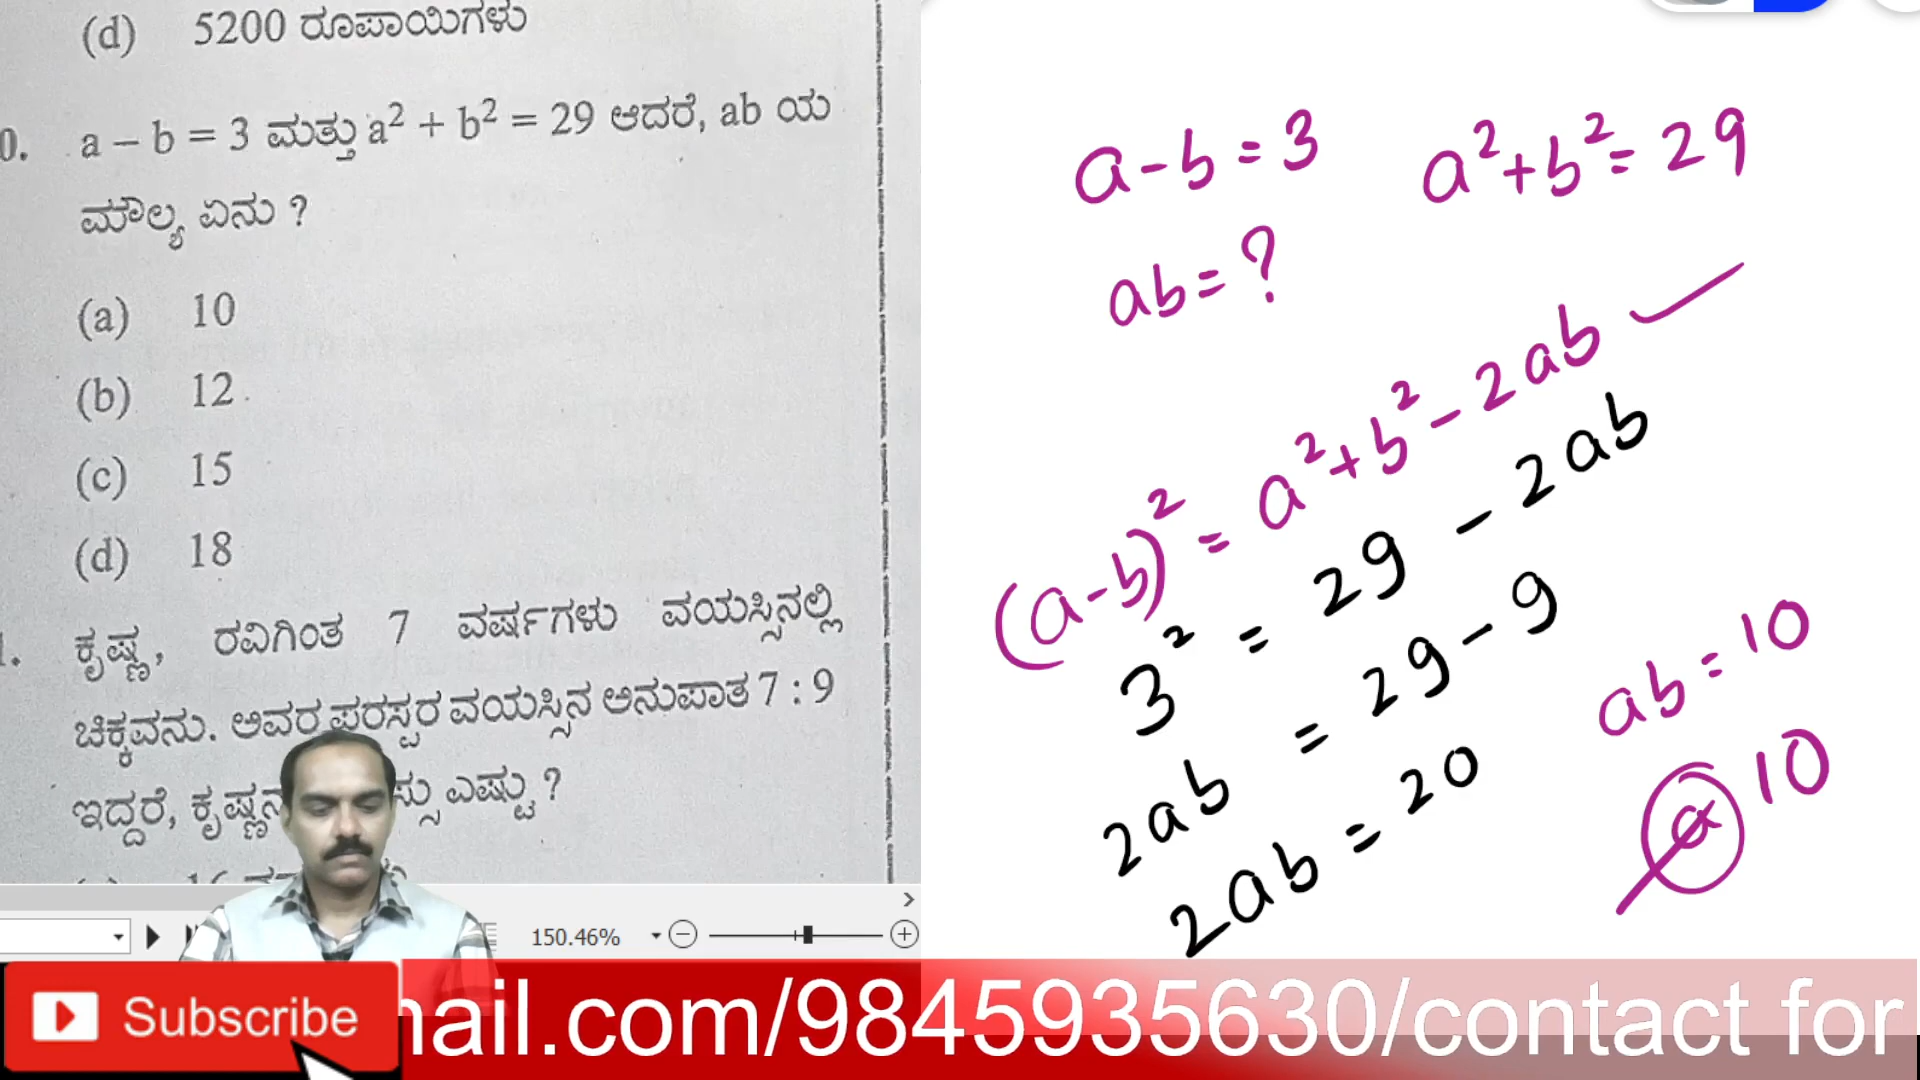 (d) 5200 ರೂಪಾಯಿಗಳು
0. a – b = 3 ಮತ್ತು a² + b² = 29 ಆದರೆ, ab ಯ
ಮೌಲ್ಯ ಏನು ?
(a) 10
(b) 12
(c) 15
(d) 18
ಕೃಷ್ಣ, ರವಿಗಿಂತ 7 ವರ್ಷಗಳು ವಯಸ್ಸಿನಲ್ಲಿ
ಚಿಕ್ಕವನು. ಅವರ ಪರಸ್ಪರ ವಯಸ್ಸಿನ ಅನುಪಾತ 7 : 9
ಇದ್ದರೆ, ಎಷ್ಟು ?
150.46%
a-b=3 a²+b²=29
ab=?
(a-b)² = a²+b²-2ab
3² = 29 - 2ab
2ab = 29-9
2ab = 20
ab=10
a 10
Subscribe
mail.com/9845935630/contact for